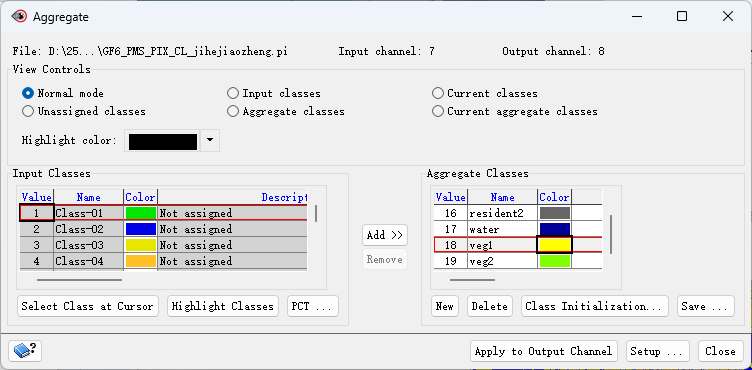 Aggregate
File: D:\25...\GF6_PMS_PIX_CL_jihejiaozheng.pi Input channel: 7 Output channel: 8
View Controls
Normal mode Input classes Current classes
Unassigned classes Aggregate classes Current aggregate classes
Highlight color:
Input Classes Aggregate Classes
Value Name Color Descript Value Name Color
1 Class-01 Not assigned 16 resident2
2 Class-02 Not assigned 17 water
3 Class-03 Not assigned 18 veg1
4 Class-04 Not assigned 19 veg2
Add >>
Remove
Select Class at Cursor Highlight Classes PCT ... New Delete Class Initialization... Save ...
? Apply to Output Channel Setup ... Close